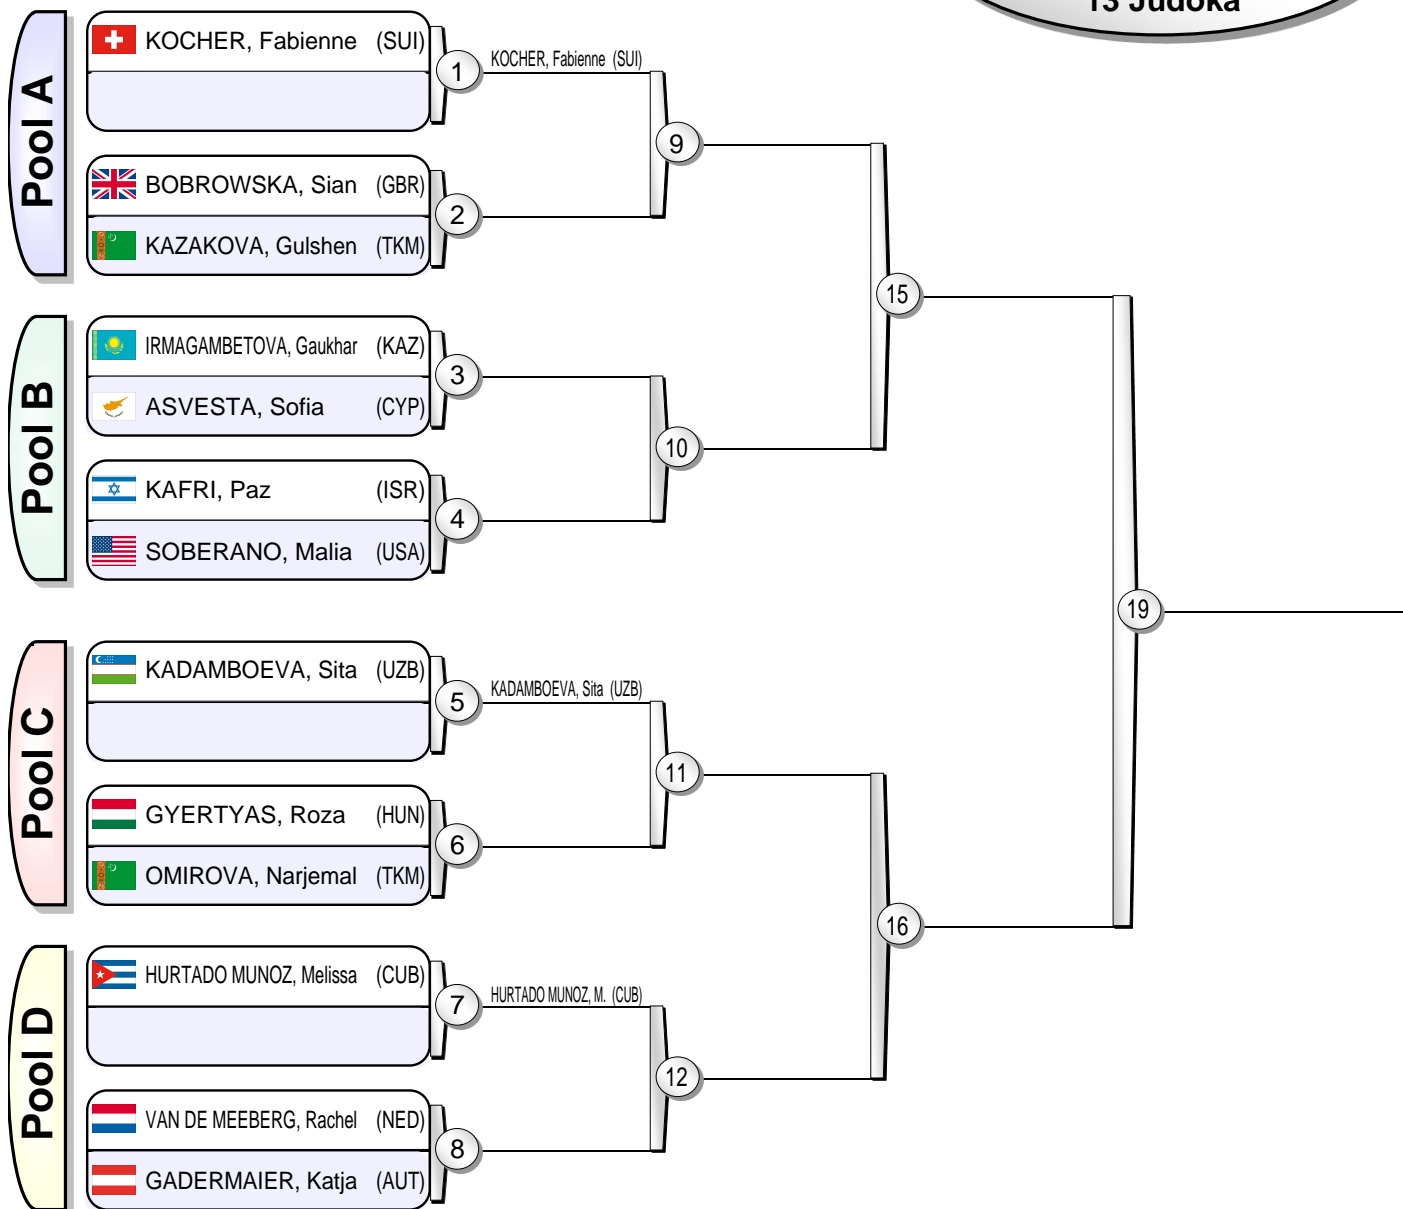 13 Judoka
Pool A
KOCHER, Fabienne (SUI)
1
KOCHER, Fabienne (SUI)
9
BOBROWSKA, Sian (GBR)
2
KAZAKOVA, Gulshen (TKM)
15
Pool B
IRMAGAMBETOVA, Gaukhar (KAZ)
3
ASVESTA, Sofia (CYP)
10
KAFRI, Paz (ISR)
4
SOBERANO, Malia (USA)
19
Pool C
KADAMBOEVA, Sita (UZB)
5
KADAMBOEVA, Sita (UZB)
11
GYERTYAS, Roza (HUN)
6
OMIROVA, Narjemal (TKM)
16
Pool D
HURTADO MUNOZ, Melissa (CUB)
7
HURTADO MUNOZ, M. (CUB)
12
VAN DE MEEBERG, Rachel (NED)
8
GADERMAIER, Katja (AUT)